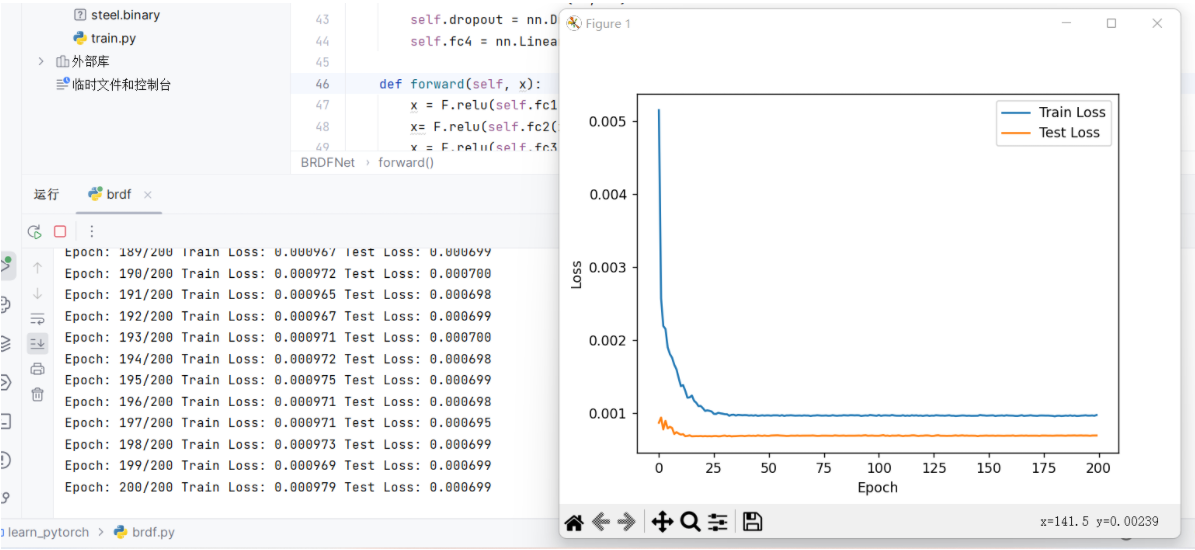 steel.binary
train.py
外部库
临时文件和控制台
43 self.dropout = nn.D
44 self.fc4 = nn.Linea
45
46 def forward(self, x):
47 x = F.relu(self.fc1
48 x= F.relu(self.fc2(
49 x = F.relu(self.fc3
BRDFNet › forward()
运行 brdf
Epoch: 189/200 Train Loss: 0.000967 Test Loss: 0.000699
Epoch: 190/200 Train Loss: 0.000972 Test Loss: 0.000700
Epoch: 191/200 Train Loss: 0.000965 Test Loss: 0.000698
Epoch: 192/200 Train Loss: 0.000967 Test Loss: 0.000699
Epoch: 193/200 Train Loss: 0.000971 Test Loss: 0.000700
Epoch: 194/200 Train Loss: 0.000972 Test Loss: 0.000698
Epoch: 195/200 Train Loss: 0.000975 Test Loss: 0.000699
Epoch: 196/200 Train Loss: 0.000971 Test Loss: 0.000698
Epoch: 197/200 Train Loss: 0.000971 Test Loss: 0.000695
Epoch: 198/200 Train Loss: 0.000973 Test Loss: 0.000699
Epoch: 199/200 Train Loss: 0.000969 Test Loss: 0.000699
Epoch: 200/200 Train Loss: 0.000979 Test Loss: 0.000699
learn_pytorch › brdf.py
Figure 1
Train Loss
Test Loss
0.005
0.004
0.003
0.002
0.001
Loss
0 25 50 75 100 125 150 175 200
Epoch
x=141.5 y=0.00239